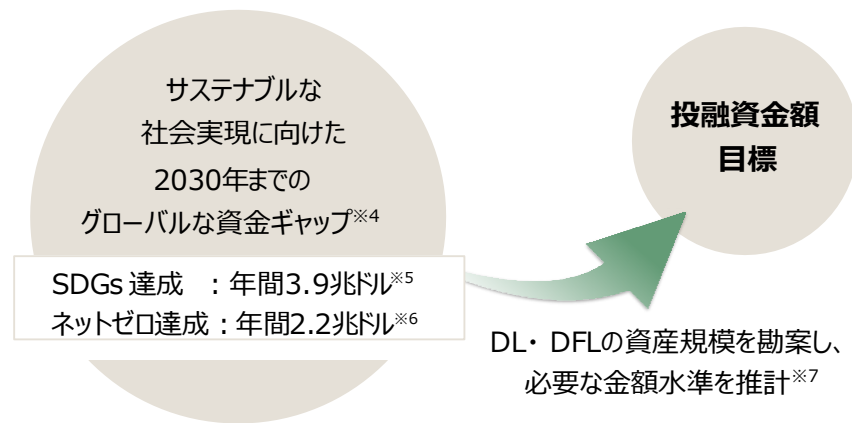 サステナブルな
社会実現に向けた
2030年までの
グローバルな資金ギャップ※4
SDGs 達成 ：年間3.9兆ドル※5
ネットゼロ達成：年間2.2兆ドル※6
投融資金額
目標
DL・ DFLの資産規模を勘案し、
必要な金額水準を推計※7